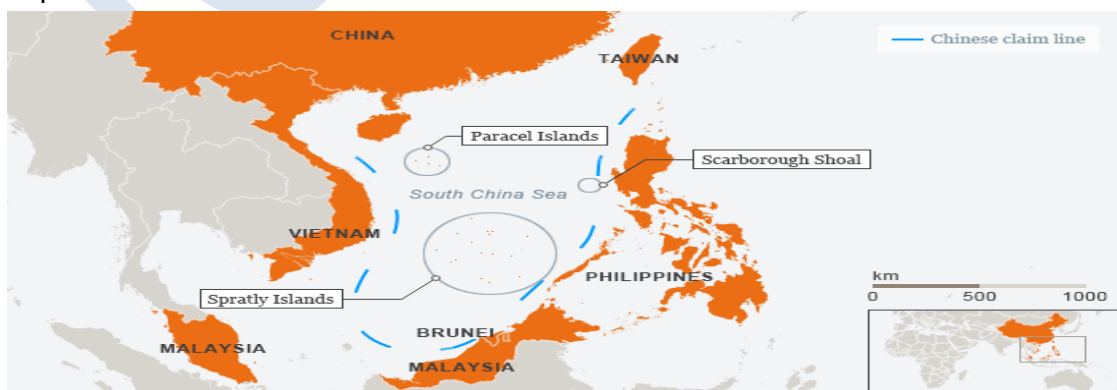 CHINA
Chinese claim line
TAIWAN
Paracel Islands
Scarborough Shoal
South China Sea
VIETNAM
PHILIPPINES
km
Spratly Islands
0 500 1000
BRUNEI
MALAYSIA
MALAYSIA